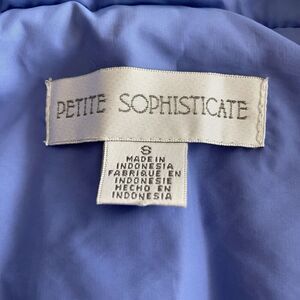 PETITE SOPHISTICATE
S
MADE IN
INDONESIA
FABRIQUE EN
INDONESIE
HECHO EN
INDONESIA